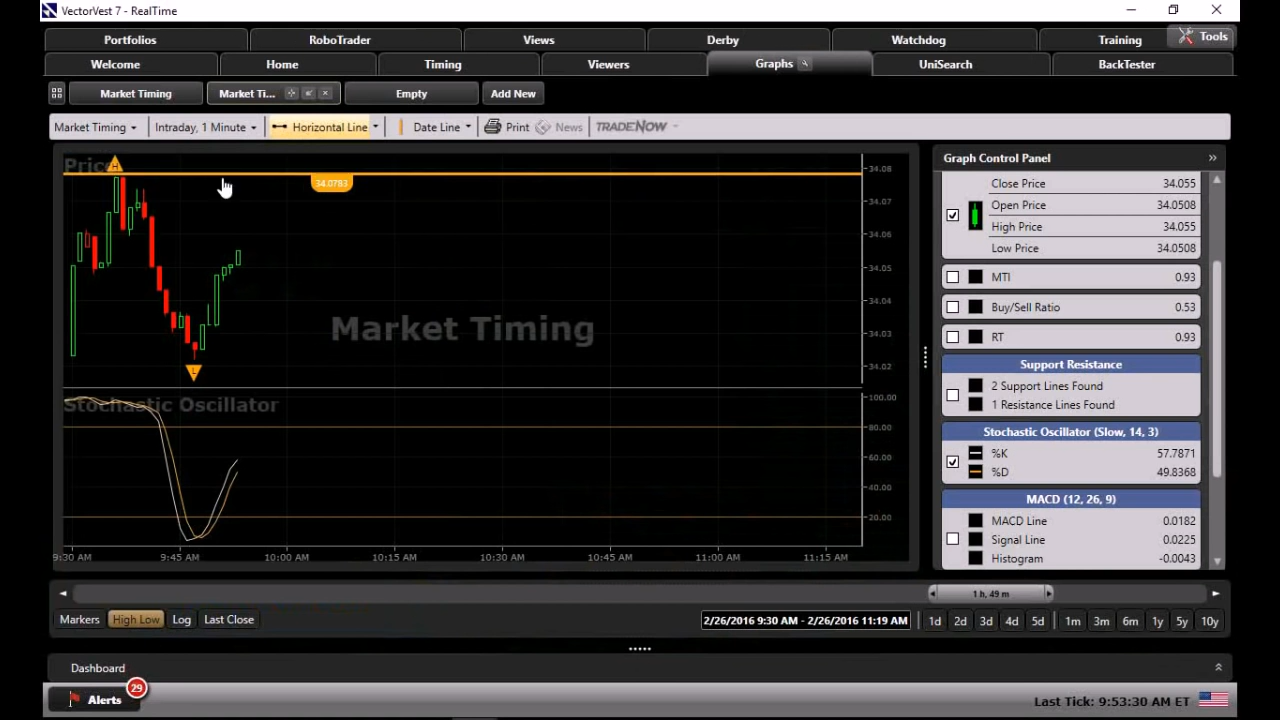 VectorVest 7 - RealTime
Portfolios RoboTrader Views Derby Watchdog Training Tools
Welcome Home Timing Viewers Graphs UniSearch BackTester
Market Timing Market Ti... Empty Add New
Market Timing Intraday, 1 Minute Horizontal Line Date Line Print News TRADENOW
Price
H
34.0783
34.08
34.07
34.06
34.05
34.04
34.03
34.02
Market Timing
L
Stochastic Oscillator
100.00
80.00
60.00
40.00
20.00
9:30 AM 9:45 AM 10:00 AM 10:15 AM 10:30 AM 10:45 AM 11:00 AM 11:15 AM
Graph Control Panel
Close Price 34.055
Open Price 34.0508
High Price 34.055
Low Price 34.0508
MTI 0.93
Buy/Sell Ratio 0.53
RT 0.93
Support Resistance
2 Support Lines Found
1 Resistance Lines Found
Stochastic Oscillator (Slow, 14, 3)
%K 57.7871
%D 49.8368
MACD (12, 26, 9)
MACD Line 0.0182
Signal Line 0.0225
Histogram -0.0043
1 h, 49 m
Markers High Low Log Last Close 2/26/2016 9:30 AM - 2/26/2016 11:19 AM 1d 2d 3d 4d 5d 1m 3m 6m 1y 5y 10y
Dashboard
Alerts 29
Last Tick: 9:53:30 AM ET